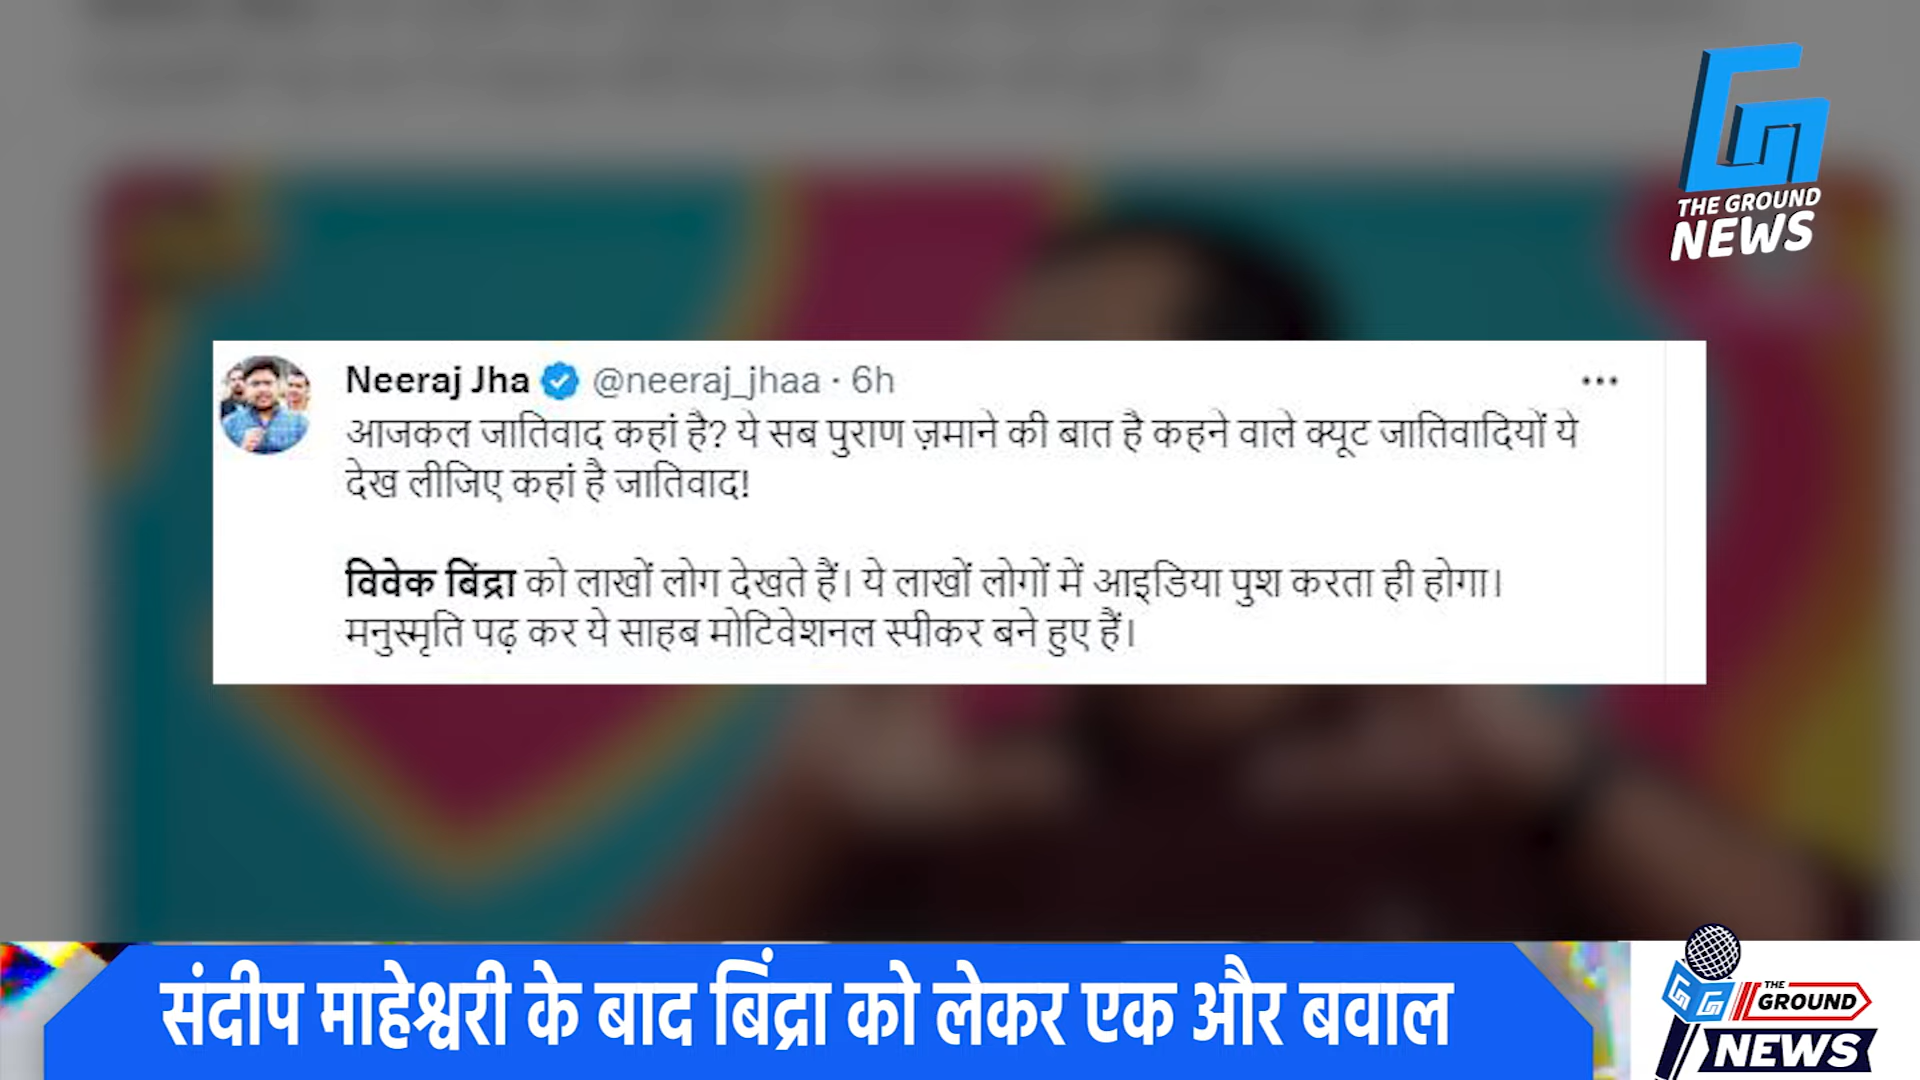 THE GROUND
NEWS
Neeraj Jha @neeraj_jhaa · 6h
आजकल जातिवाद कहां है? ये सब पुराण ज़माने की बात है कहने वाले क्यूट जातिवादियों ये
देख लीजिए कहां है जातिवाद!
विवेक बिंद्रा को लाखों लोग देखते हैं। ये लाखों लोगों में आइडिया पुश करता ही होगा।
मनुस्मृति पढ़ कर ये साहब मोटिवेशनल स्पीकर बने हुए हैं।
संदीप माहेश्वरी के बाद बिंद्रा को लेकर एक और बवाल
THE
GROUND
NEWS